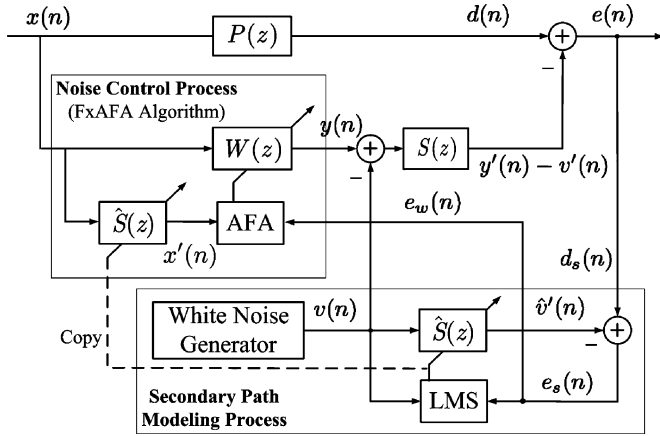 x(n)
P(z)
d(n)
+
e(n)
−
Noise Control Process
(FxAFA Algorithm)
W(z)
y(n)
+
−
S(z)
y'(n) − v'(n)
Ŝ(z)
x'(n)
AFA
e_w(n)
d_s(n)
White Noise
Generator
v(n)
Ŝ(z)
v̂'(n)
+
−
Copy
LMS
e_s(n)
Secondary Path
Modeling Process